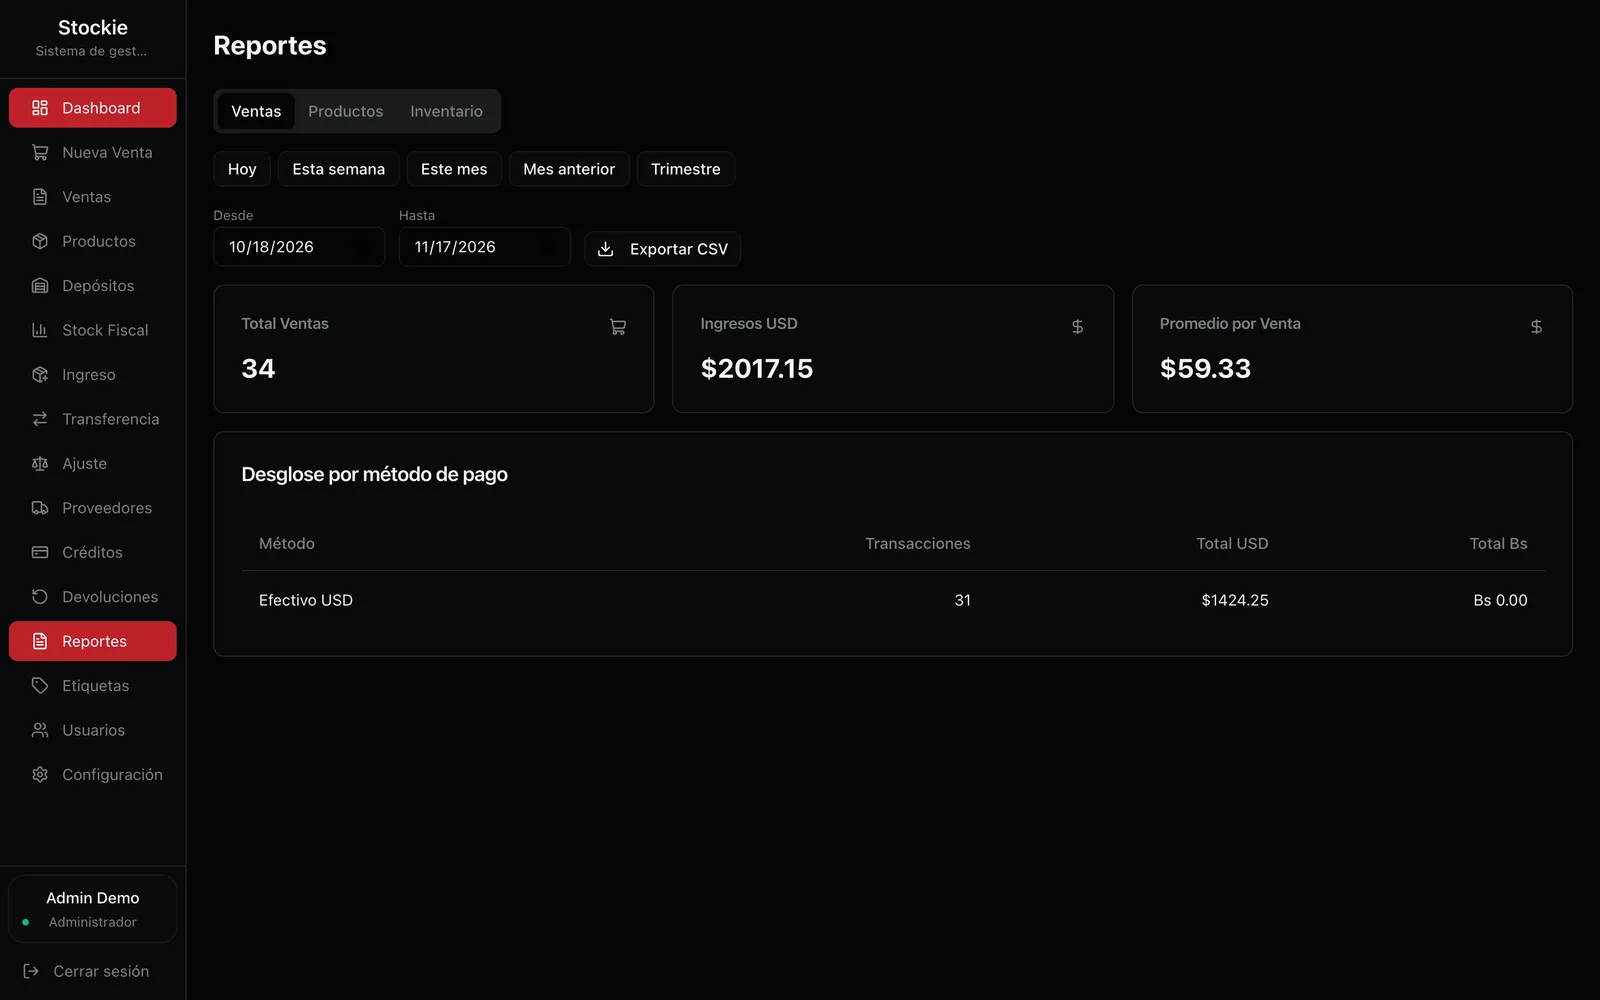 Stockie
Sistema de gest...
Dashboard
Nueva Venta
Ventas
Productos
Depósitos
Stock Fiscal
Ingreso
Transferencia
Ajuste
Proveedores
Créditos
Devoluciones
Reportes
Etiquetas
Usuarios
Configuración
Admin Demo
Administrador
Cerrar sesión
Reportes
Ventas Productos Inventario
Hoy Esta semana Este mes Mes anterior Trimestre
Desde Hasta
10/18/2026 11/17/2026 Exportar CSV
Total Ventas
34
Ingresos USD
$2017.15
Promedio por Venta
$59.33
Desglose por método de pago
Método Transacciones Total USD Total Bs
Efectivo USD 31 $1424.25 Bs 0.00